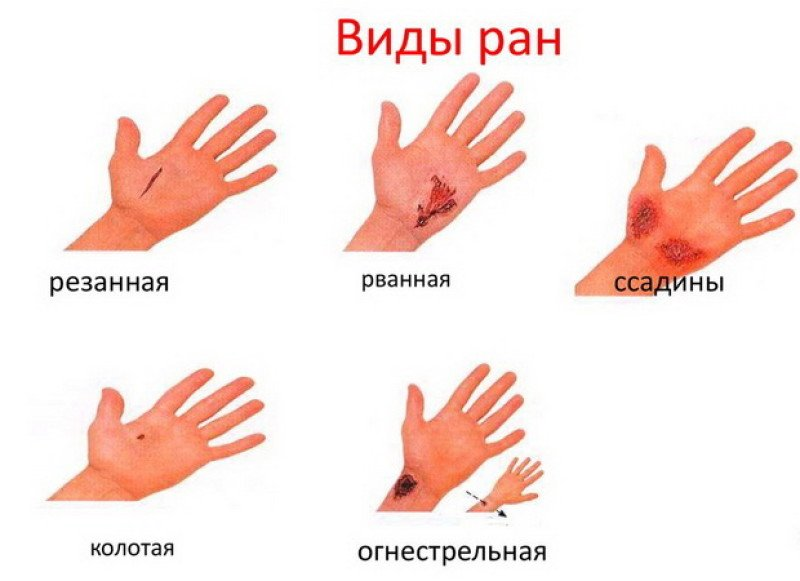 Виды ран
резанная
рванная
ссадины
колотая
огнестрельная